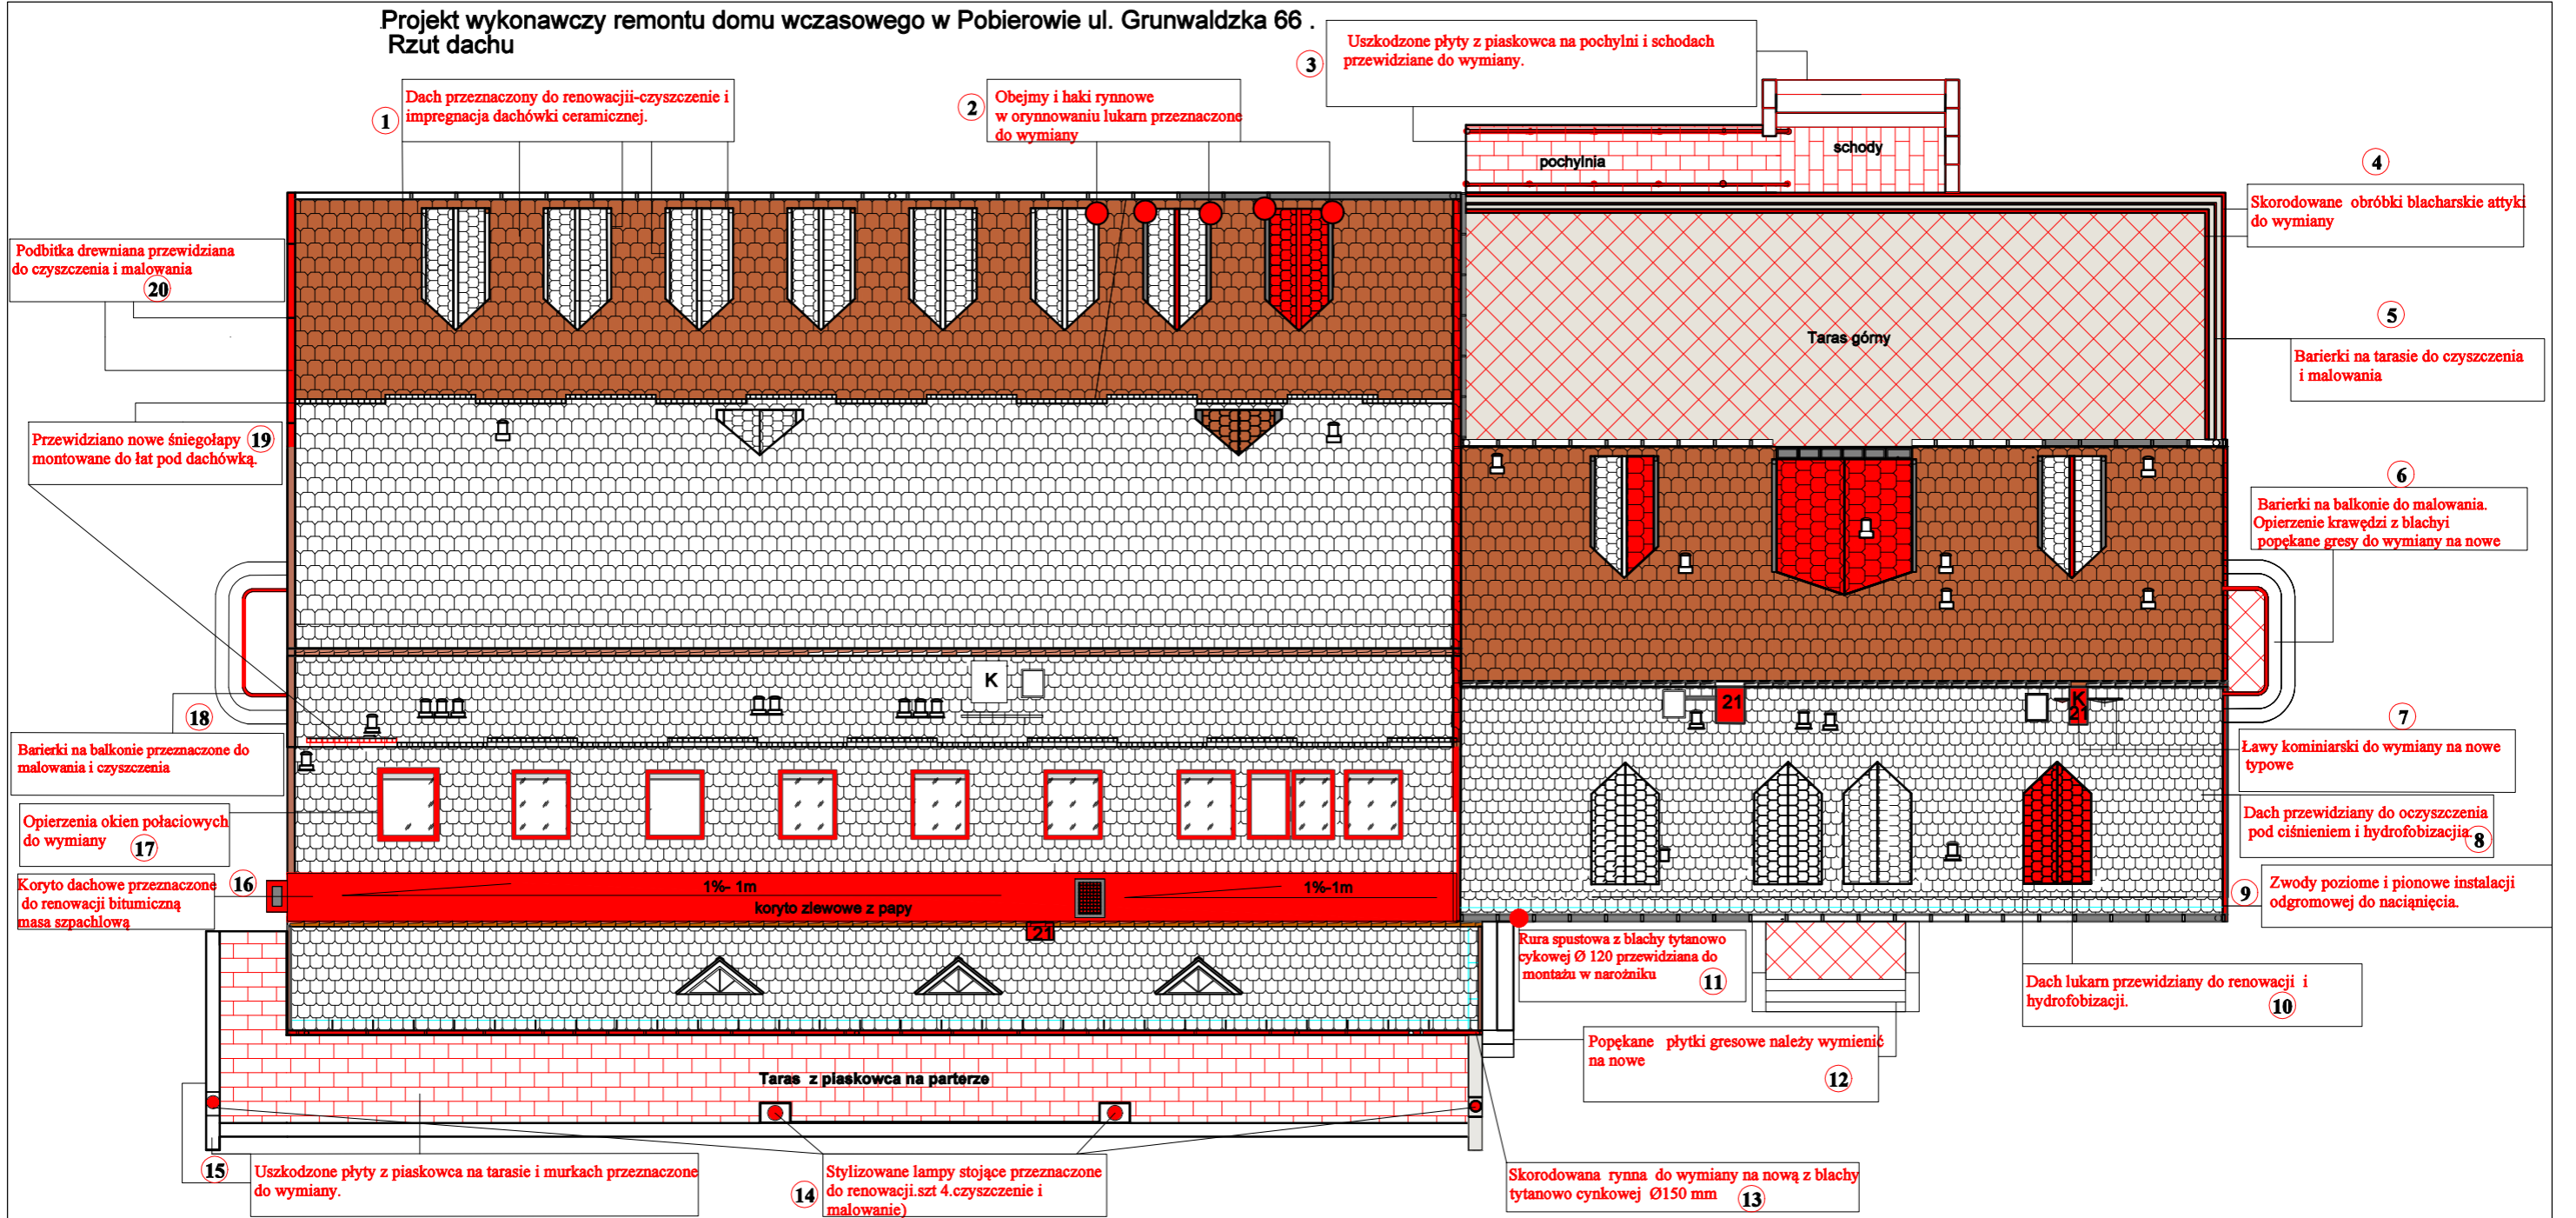 Projekt wykonawczy remontu domu wczasowego w Pobierowie ul. Grunwaldzka 66 .
Rzut dachu
1
Dach przeznaczony do renowacjii-czyszczenie i
impregnacja dachówki ceramicznej.
2
Obejmy i haki rynnowe
w orynnowaniu lukarn przeznaczone
do wymiany
3
Uszkodzone płyty z piaskowca na pochylni i schodach
przewidziane do wymiany.
pochylnia
schody
4
Skorodowane obróbki blacharskie attyki
do wymiany
5
Barierki na tarasie do czyszczenia
i malowania
Taras górny
6
Barierki na balkonie do malowania.
Opierzenie krawędzi z blachyi
popękane gresy do wymiany na nowe
7
Ławy kominiarski do wymiany na nowe
typowe
Dach przewidziany do oczyszczenia
pod ciśnieniem i hydrofobizacjia.
8
9
Zwody poziome i pionowe instalacji
odgromowej do naciąnięcia.
Dach lukarn przewidziany do renowacji i
hydrofobizacji.
10
Rura spustowa z blachy tytanowo
cykowej Ø 120 przewidziana do
montażu w narożniku
11
Popękane płytki gresowe należy wymienić
na nowe
12
Skorodowana rynna do wymiany na nową z blachy
tytanowo cynkowej Ø150 mm
13
14
Stylizowane lampy stojące przeznaczone
do renowacji.szt 4.czyszczenie i
malowanie)
15
Uszkodzone płyty z piaskowca na tarasie i murkach przeznaczone
do wymiany.
Taras z piaskowca na parterze
16
Koryto dachowe przeznaczone
do renowacji bitumiczną
masa szpachlową
1%- 1m
koryto zlewowe z papy
1%-1m
21
Opierzenia okien połaciowych
do wymiany
17
18
Barierki na balkonie przeznaczone do
malowania i czyszczenia
Przewidziano nowe śniegołapy
19
montowane do łat pod dachówką.
Podbitka drewniana przewidziana
do czyszczenia i malowania
20
K
21
K
21